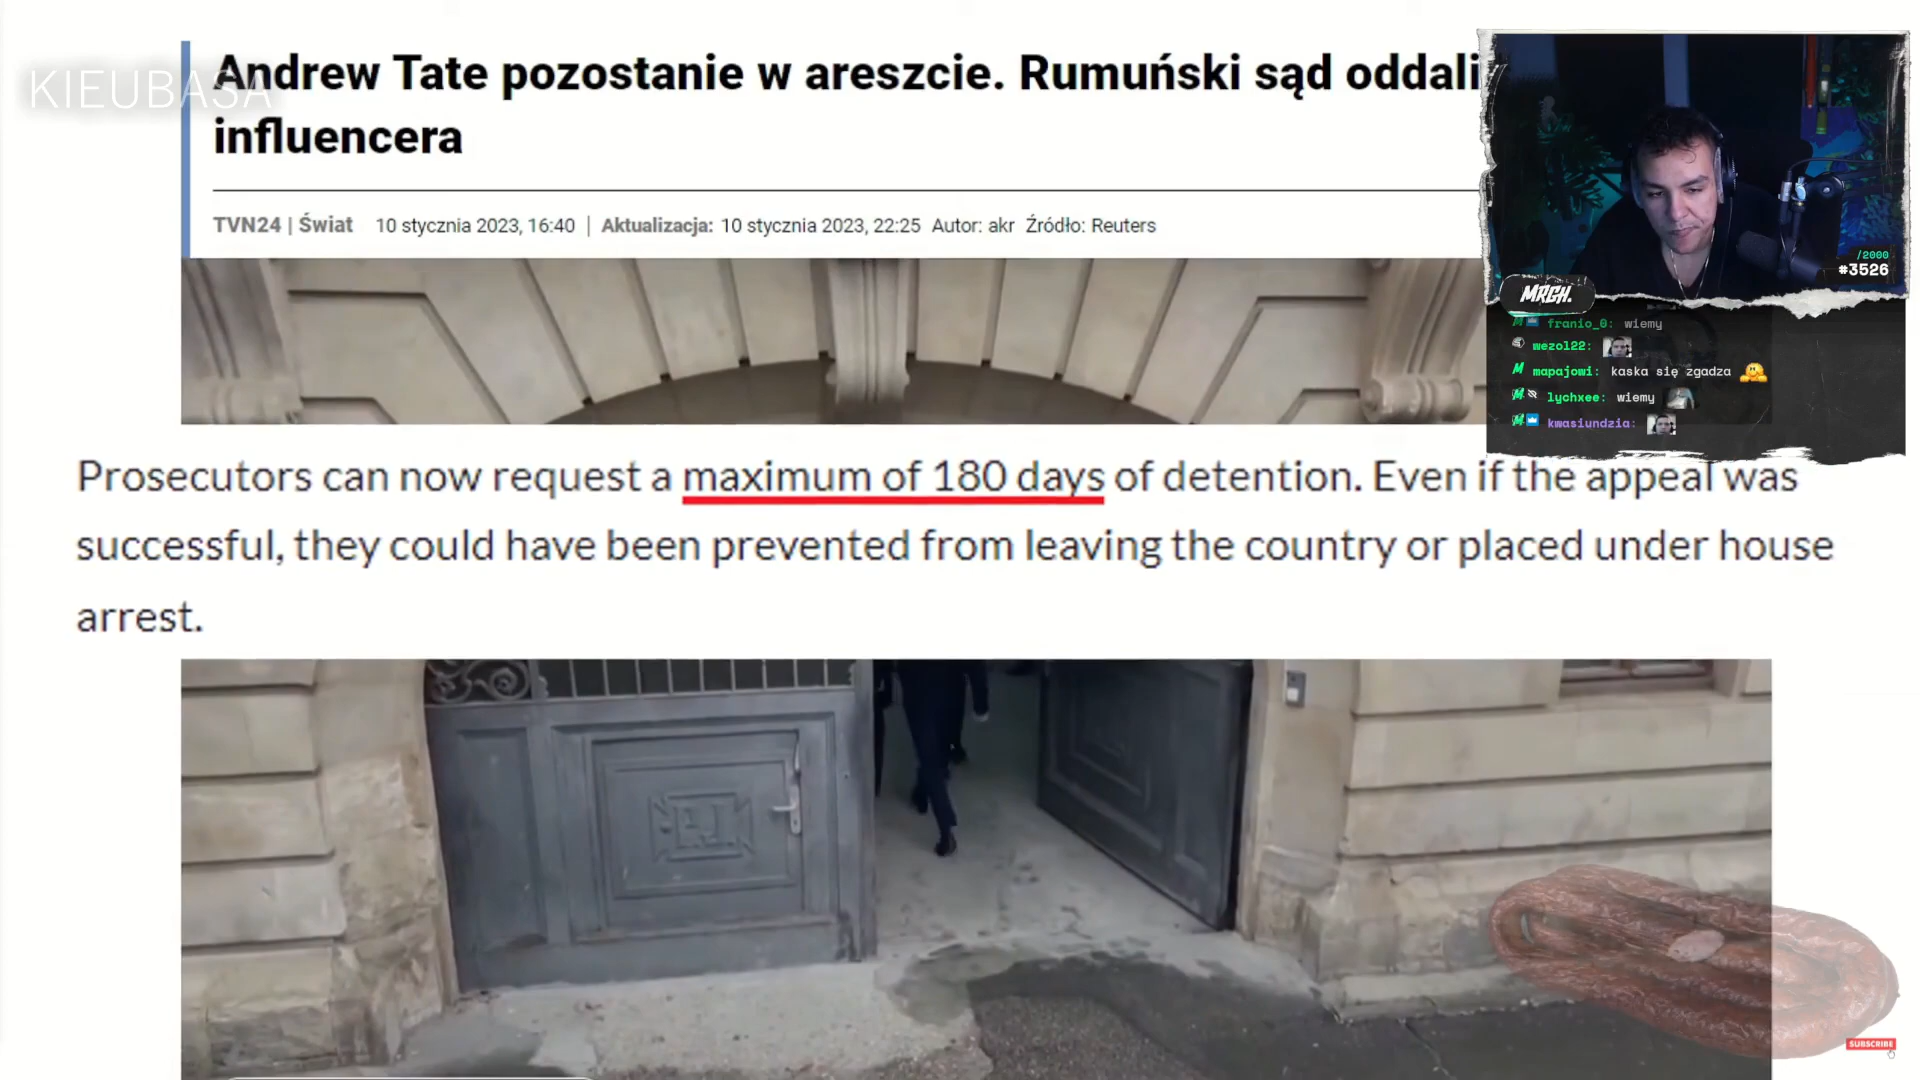 KIEUBASA
Andrew Tate pozostanie w areszcie. Rumuński sąd oddali
influencera
TVN24 | Świat 10 stycznia 2023, 16:40 | Aktualizacja: 10 stycznia 2023, 22:25 Autor: akr Źródło: Reuters
/2000
#3526
MRGH.
franio_0: wiemy
wezol22:
mapajowi: kaska się zgadza
lychxee: wiemy
kwasiundzia:
Prosecutors can now request a maximum of 180 days of detention. Even if the appeal was
successful, they could have been prevented from leaving the country or placed under house
arrest.
SUBSCRIBE